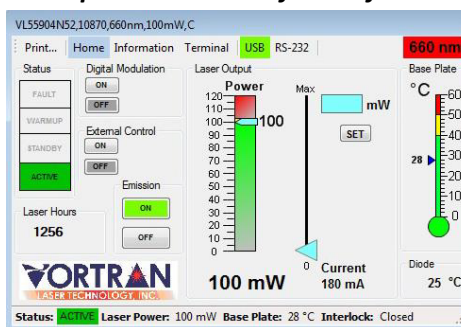 VL55904N52,10870,660nm,100mW,C
Print... Home Information Terminal USB RS-232 660 nm
Status
FAULT
WARMUP
STANDBY
ACTIVE
Laser Hours
1256
Digital Modulation
ON
OFF
External Control
ON
OFF
Emission
ON
OFF
VORTRAN
LASER TECHNOLOGY, INC.
Laser Output
Power
120
110
100
90
80
70
60
50
40
30
20
10
0
100
100 mW
Max
0
mW
SET
Current
180 mA
Base Plate
°C
60
50
40
30
20
10
0
28
Diode
25 °C
Status: ACTIVE Laser Power: 100 mW Base Plate: 28 °C Interlock: Closed